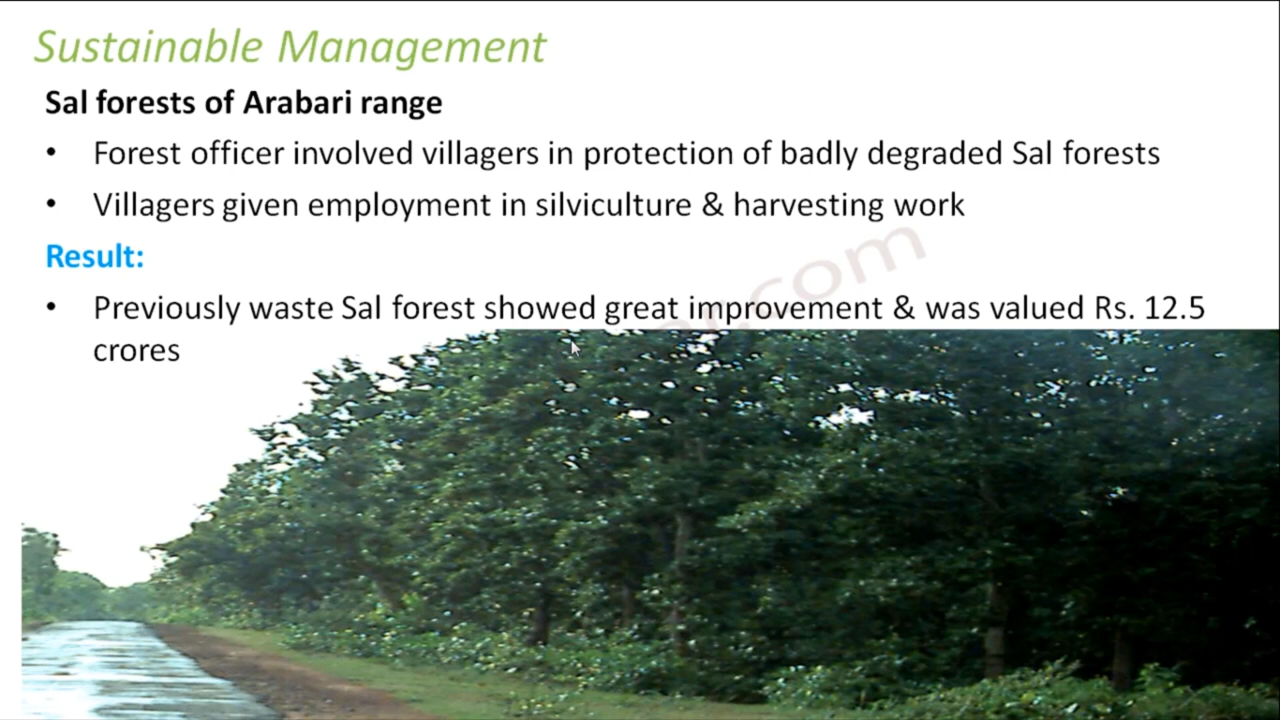 Sustainable Management
Sal forests of Arabari range
• Forest officer involved villagers in protection of badly degraded Sal forests
• Villagers given employment in silviculture & harvesting work
Result:
• Previously waste Sal forest showed great improvement & was valued Rs. 12.5
crores